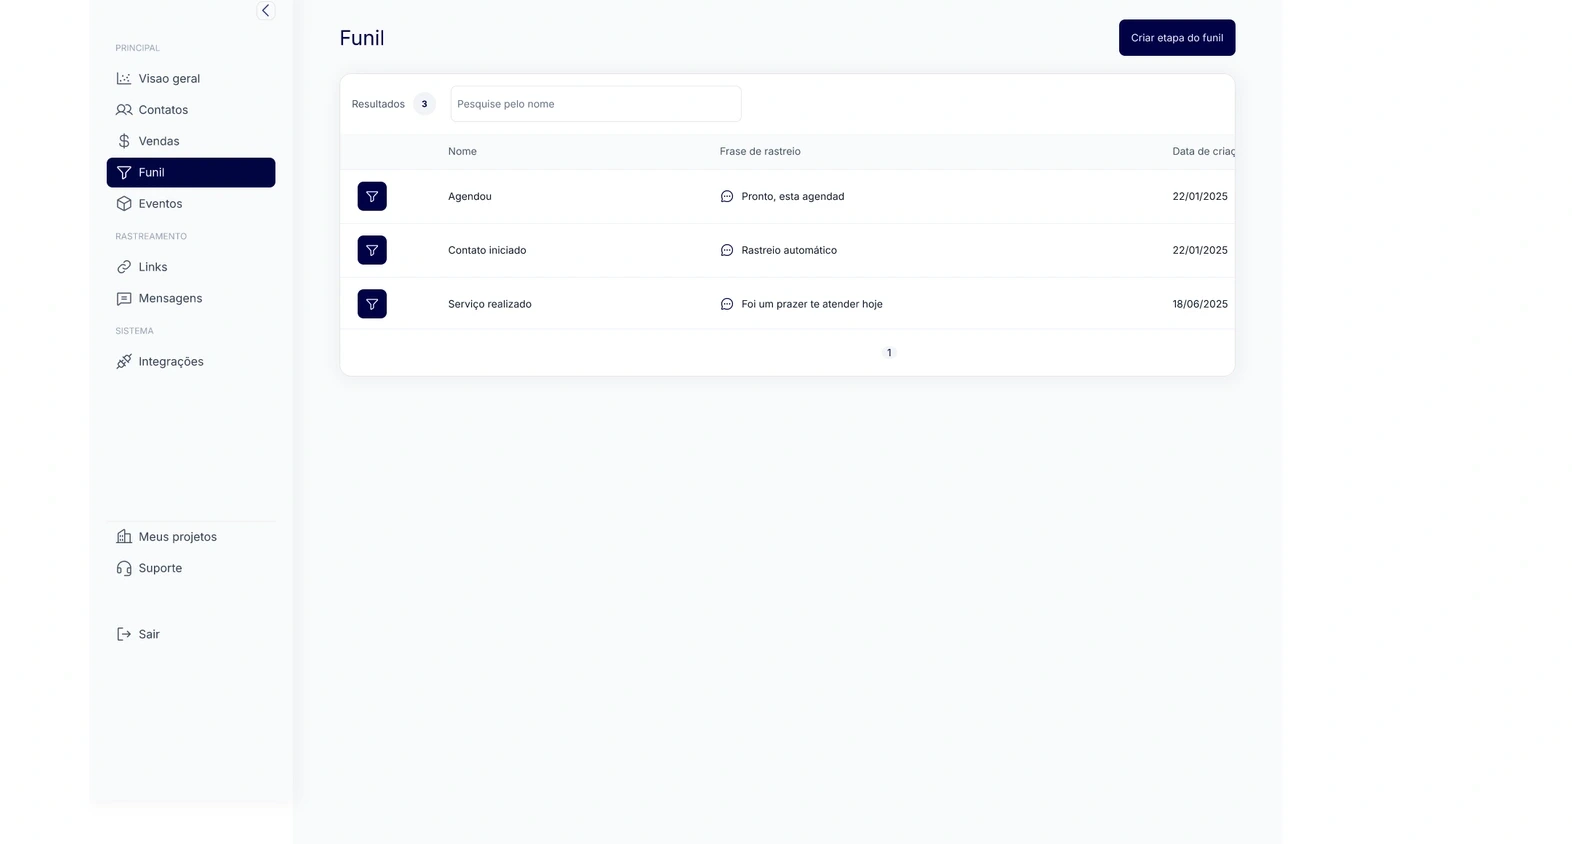 PRINCIPAL
Visao geral
Contatos
Vendas
Funil
Eventos
RASTREAMENTO
Links
Mensagens
SISTEMA
Integrações
Meus projetos
Suporte
Sair
Funil
Criar etapa do funil
Resultados 3 Pesquise pelo nome
Nome Frase de rastreio Data de criaç
Agendou Pronto, esta agendad 22/01/2025
Contato iniciado Rastreio automático 22/01/2025
Serviço realizado Foi um prazer te atender hoje 18/06/2025
1